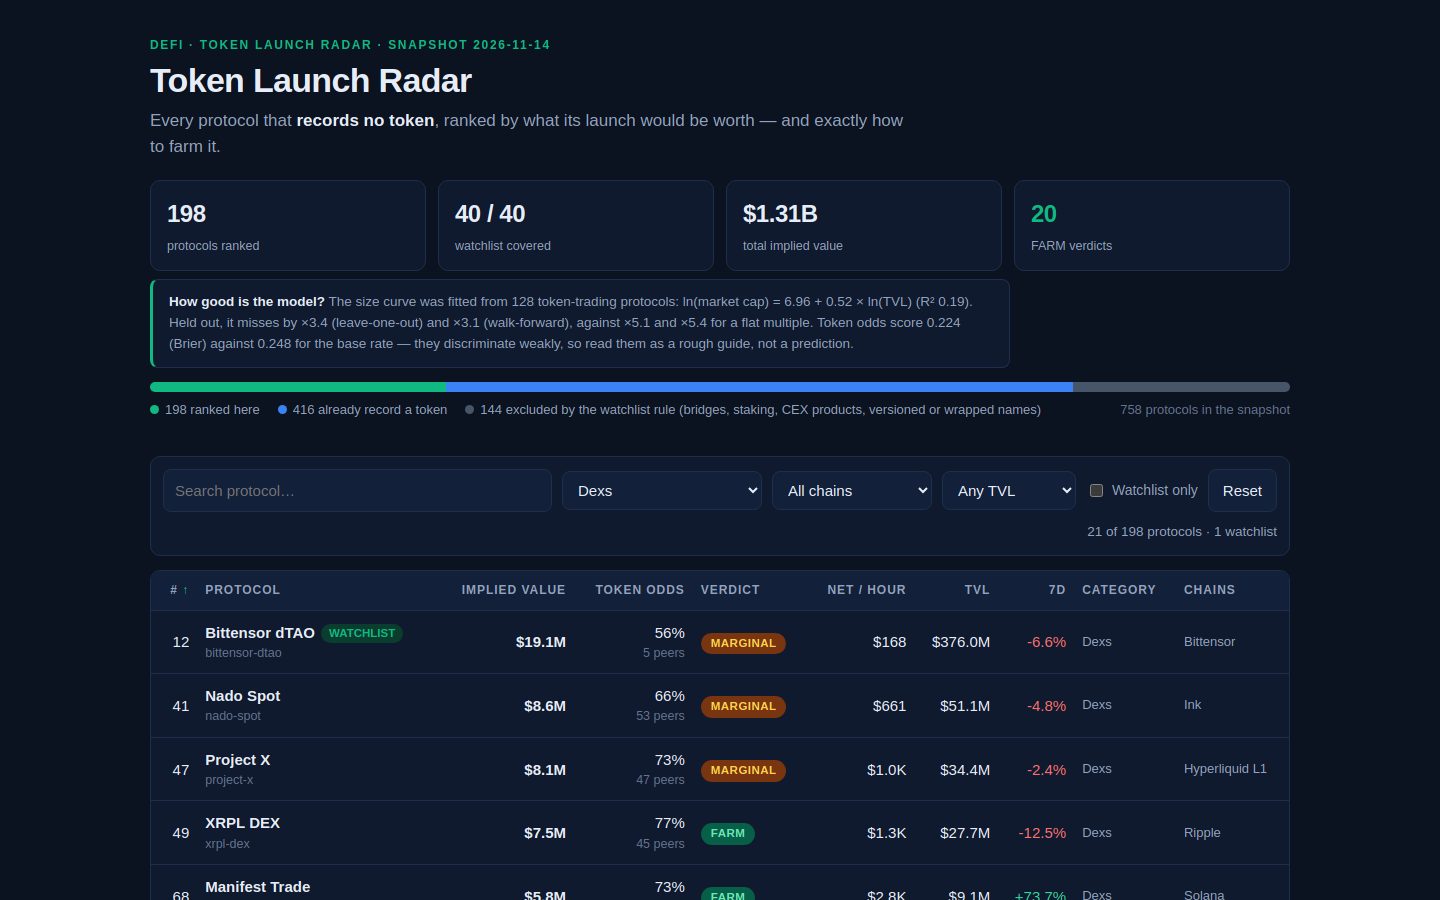 DEFI · TOKEN LAUNCH RADAR · SNAPSHOT 2026-11-14
Token Launch Radar
Every protocol that records no token, ranked by what its launch would be worth — and exactly how
to farm it.
198
protocols ranked
40 / 40
watchlist covered
$1.31B
total implied value
20
FARM verdicts
How good is the model? The size curve was fitted from 128 token-trading protocols: ln(market cap) = 6.96 + 0.52 × ln(TVL) (R² 0.19).
Held out, it misses by ×3.4 (leave-one-out) and ×3.1 (walk-forward), against ×5.1 and ×5.4 for a flat multiple. Token odds score 0.224
(Brier) against 0.248 for the base rate — they discriminate weakly, so read them as a rough guide, not a prediction.
198 ranked here 416 already record a token 144 excluded by the watchlist rule (bridges, staking, CEX products, versioned or wrapped names) 758 protocols in the snapshot
Search protocol… Dexs All chains Any TVL Watchlist only Reset
21 of 198 protocols · 1 watchlist
# ↑ PROTOCOL IMPLIED VALUE TOKEN ODDS VERDICT NET / HOUR TVL 7D CATEGORY CHAINS
12 Bittensor dTAO WATCHLIST $19.1M 56% MARGINAL $168 $376.0M -6.6% Dexs Bittensor
bittensor-dtao 5 peers
41 Nado Spot $8.6M 66% MARGINAL $661 $51.1M -4.8% Dexs Ink
nado-spot 53 peers
47 Project X $8.1M 73% MARGINAL $1.0K $34.4M -2.4% Dexs Hyperliquid L1
project-x 47 peers
49 XRPL DEX $7.5M 77% FARM $1.3K $27.7M -12.5% Dexs Ripple
xrpl-dex 45 peers
68 Manifest Trade $5.8M 73% FARM $2.8K $9.1M +73.7% Dexs Solana